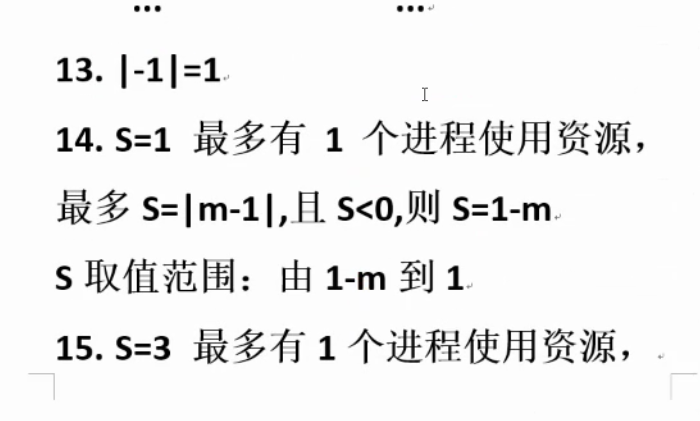 ... ...
13. |-1|=1
14. S=1 最多有 1 个进程使用资源，
最多 S=|m-1|,且 S<0,则 S=1-m
S 取值范围：由 1-m 到 1
15. S=3 最多有 1 个进程使用资源，